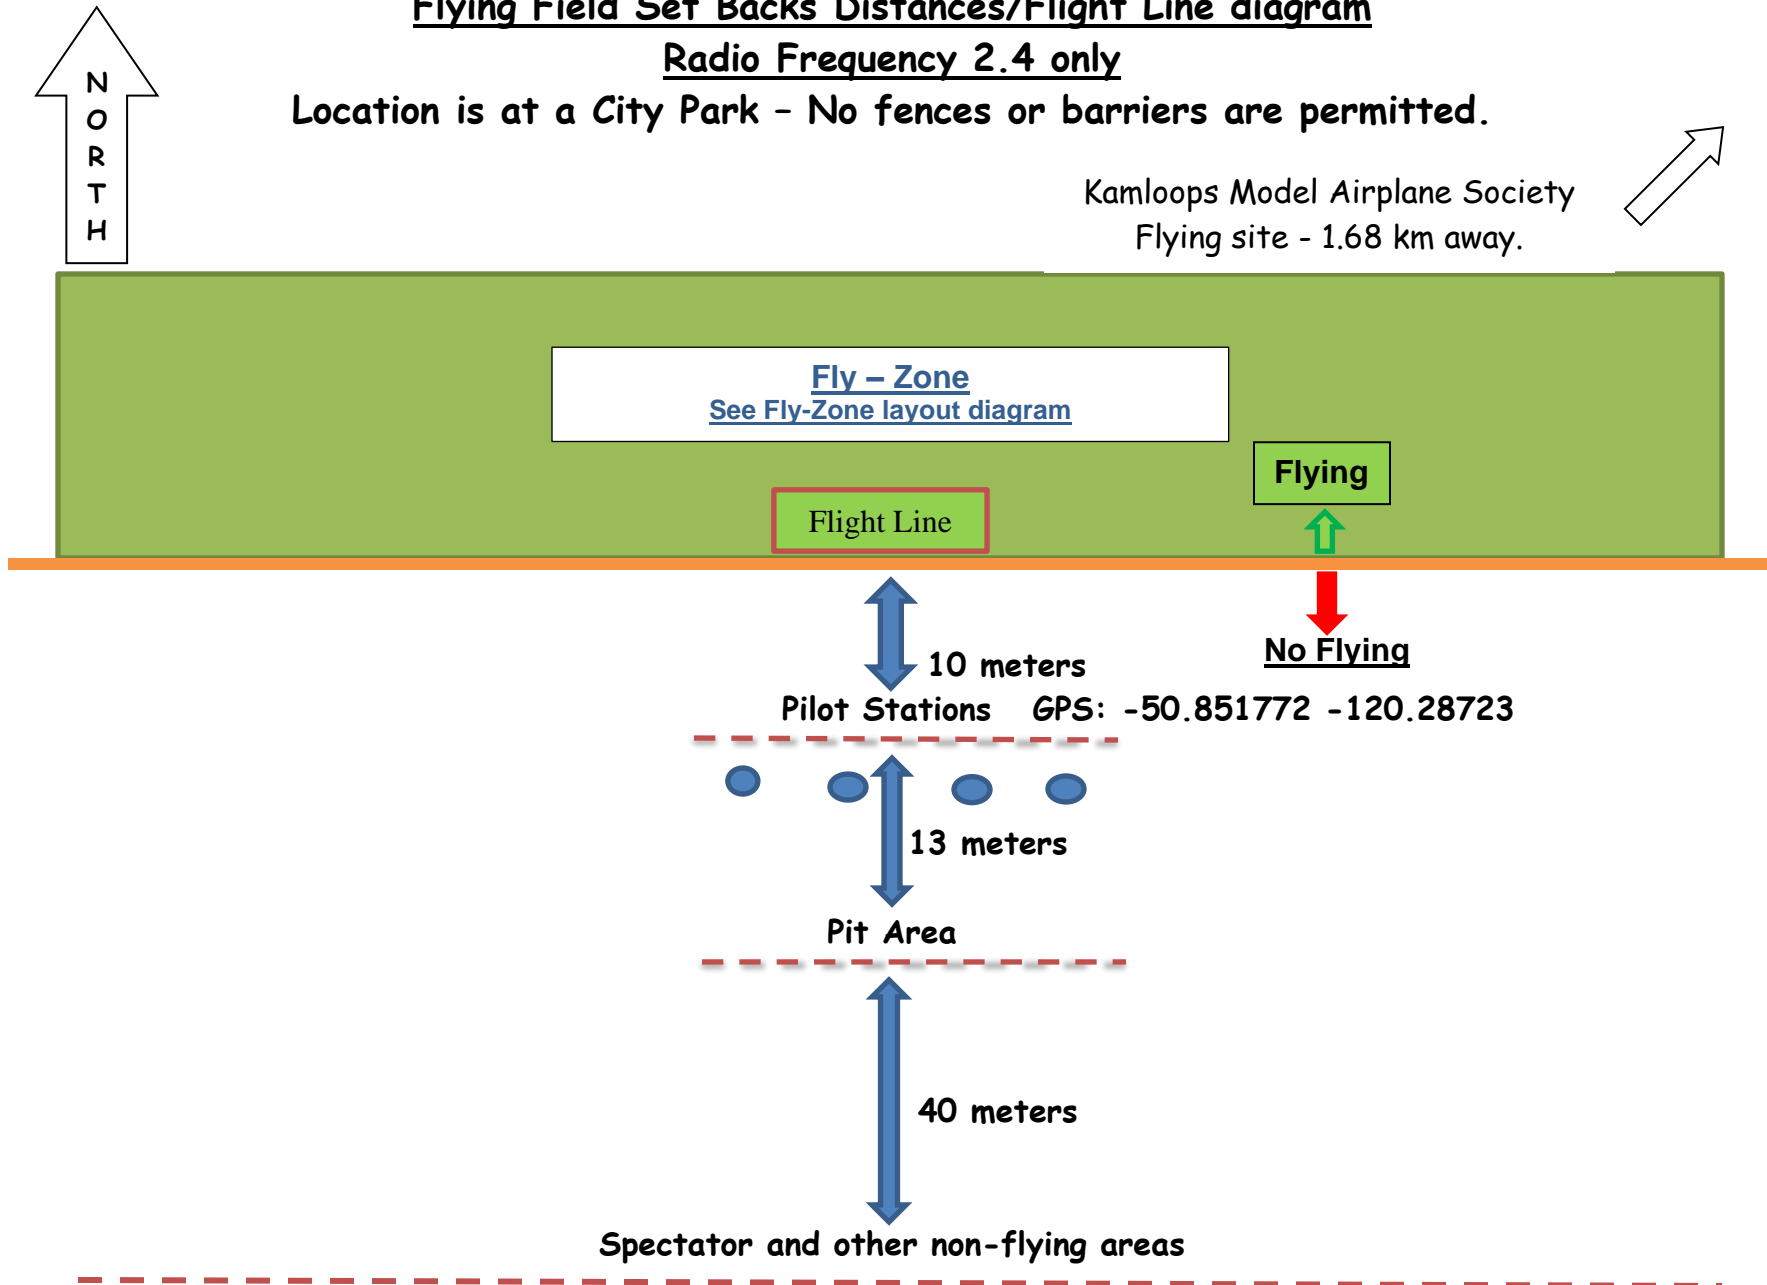 Flying Field Set Backs Distances/Flight Line diagram
Radio Frequency 2.4 only
Location is at a City Park – No fences or barriers are permitted.
NORTH
Kamloops Model Airplane Society
Flying site - 1.68 km away.
Fly – Zone
See Fly-Zone layout diagram
Flying
Flight Line
No Flying
10 meters
Pilot Stations GPS: -50.851772 -120.28723
13 meters
Pit Area
40 meters
Spectator and other non-flying areas